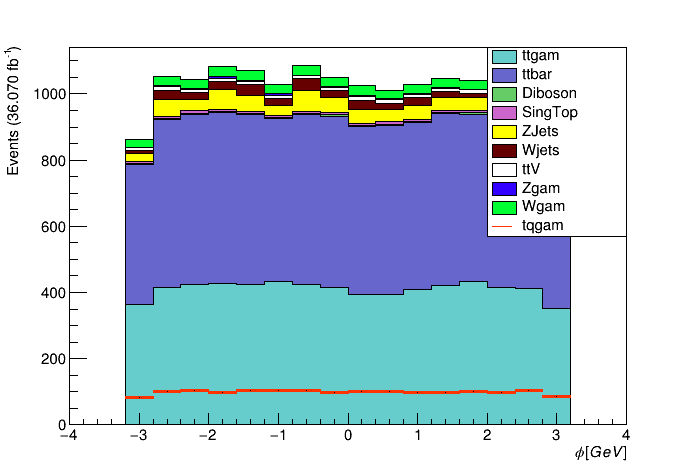 Events (36.070 fb⁻¹)
1000
800
600
400
200
0
−4 −3 −2 −1 0 1 2 3 4
ϕ[GeV]
ttgam
ttbar
Diboson
SingTop
ZJets
Wjets
ttV
Zgam
Wgam
tqgam